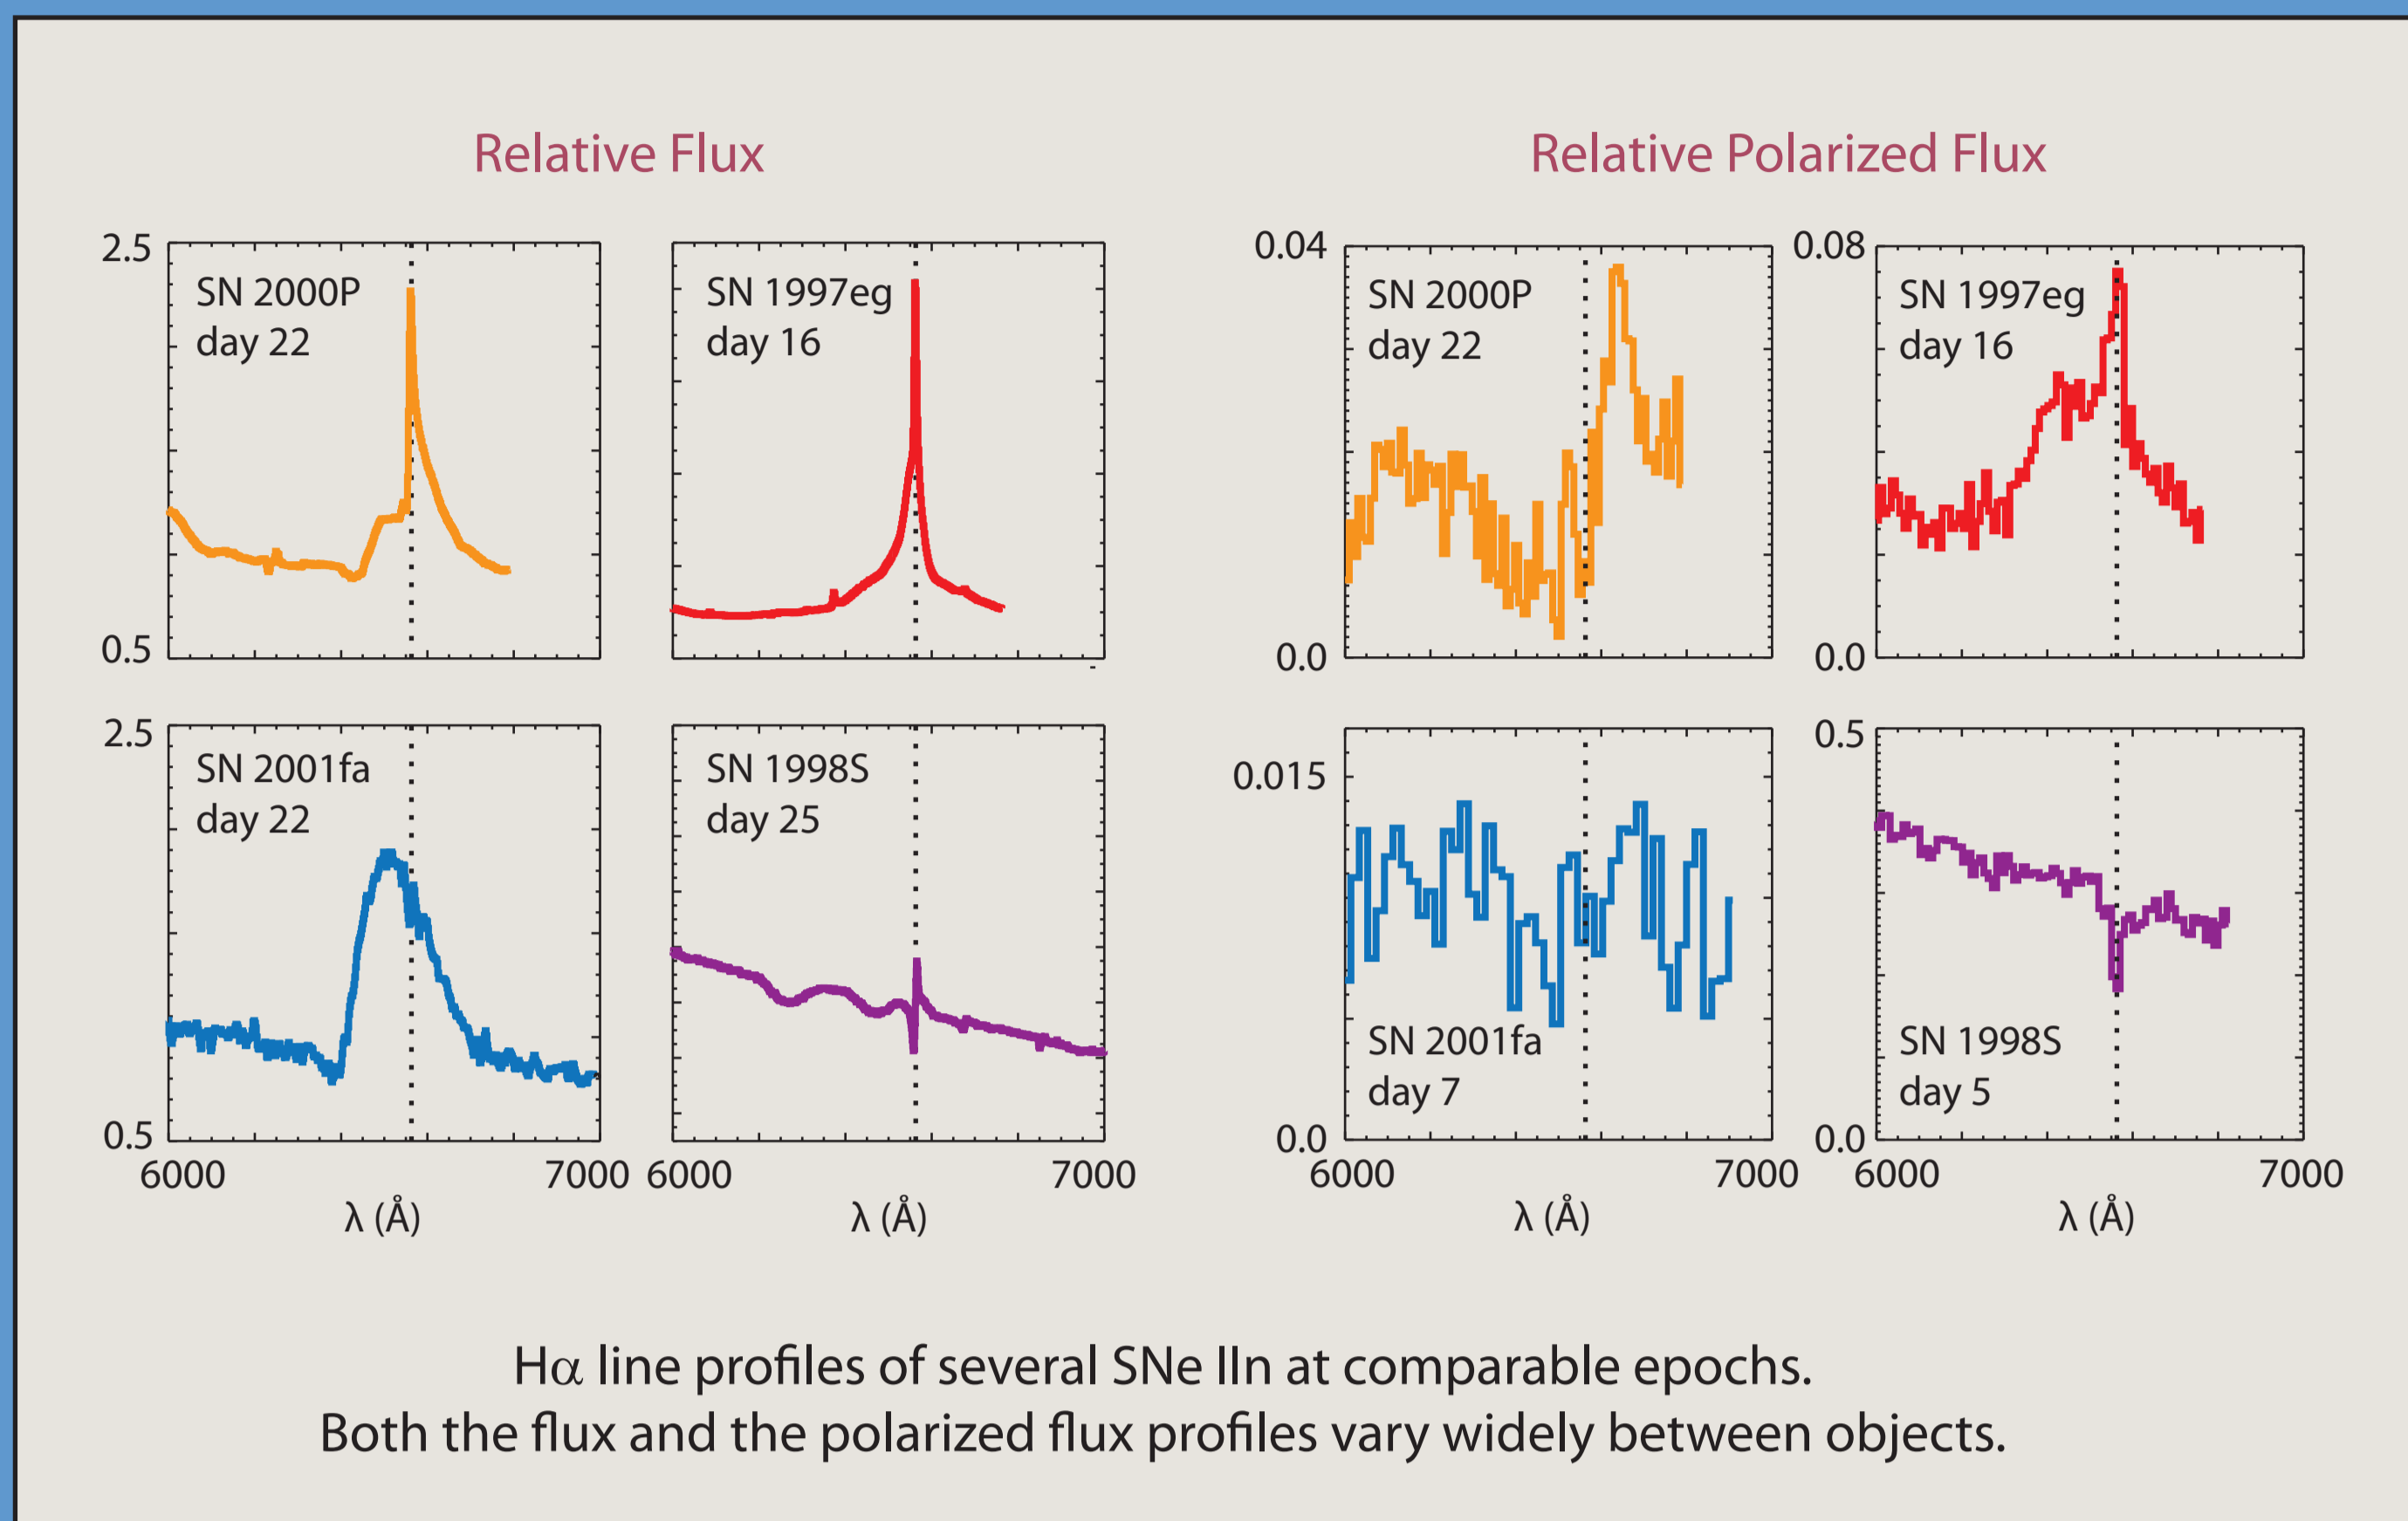 Relative Flux
Relative Polarized Flux
2.5
SN 2000P
day 22
0.5
SN 1997eg
day 16
0.04
SN 2000P
day 22
0.0
0.08
SN 1997eg
day 16
0.0
2.5
SN 2001fa
day 22
0.5
6000
7000
λ (Å)
SN 1998S
day 25
6000
7000
λ (Å)
0.015
SN 2001fa
day 7
0.0
6000
7000
λ (Å)
0.5
SN 1998S
day 5
0.0
6000
7000
λ (Å)
Hα line profiles of several SNe IIn at comparable epochs.
Both the flux and the polarized flux profiles vary widely between objects.